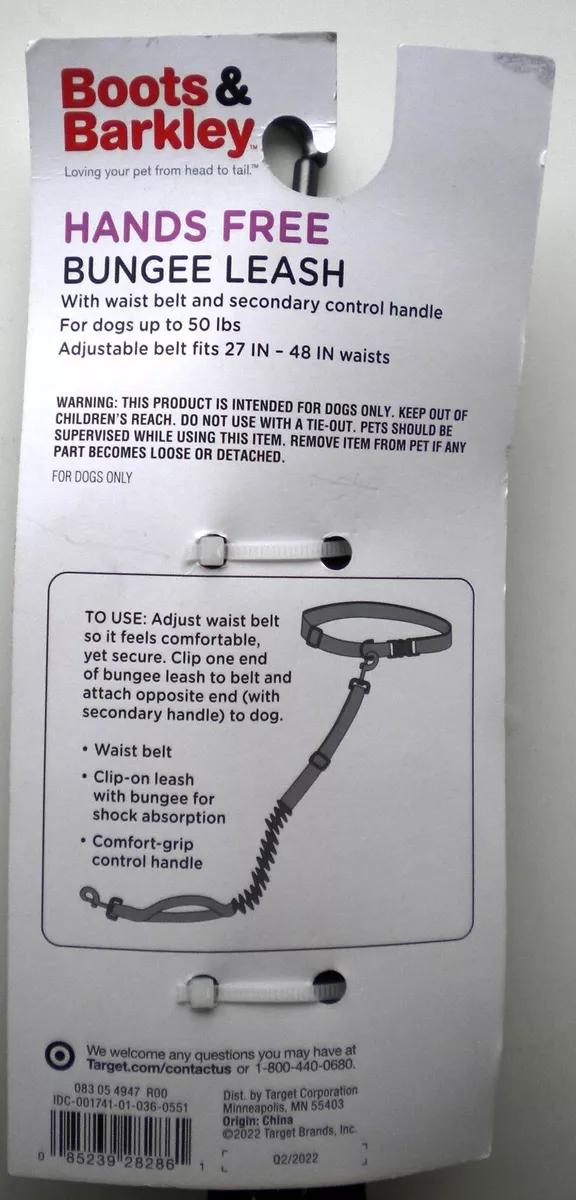 Boots &
Barkley™
Loving your pet from head to tail.™
HANDS FREE
BUNGEE LEASH
With waist belt and secondary control handle
For dogs up to 50 lbs
Adjustable belt fits 27 IN – 48 IN waists
WARNING: THIS PRODUCT IS INTENDED FOR DOGS ONLY. KEEP OUT OF
CHILDREN'S REACH. DO NOT USE WITH A TIE-OUT. PETS SHOULD BE
SUPERVISED WHILE USING THIS ITEM. REMOVE ITEM FROM PET IF ANY
PART BECOMES LOOSE OR DETACHED.
FOR DOGS ONLY
TO USE: Adjust waist belt
so it feels comfortable,
yet secure. Clip one end
of bungee leash to belt and
attach opposite end (with
secondary handle) to dog.
• Waist belt
• Clip-on leash
with bungee for
shock absorption
• Comfort-grip
control handle
We welcome any questions you may have at
Target.com/contactus or 1-800-440-0680.
083 05 4947 R00
IDC-001741-01-036-0551
0 85239 28286 1
Dist. by Target Corporation
Minneapolis, MN 55403
Origin: China
©2022 Target Brands, Inc.
02/2022